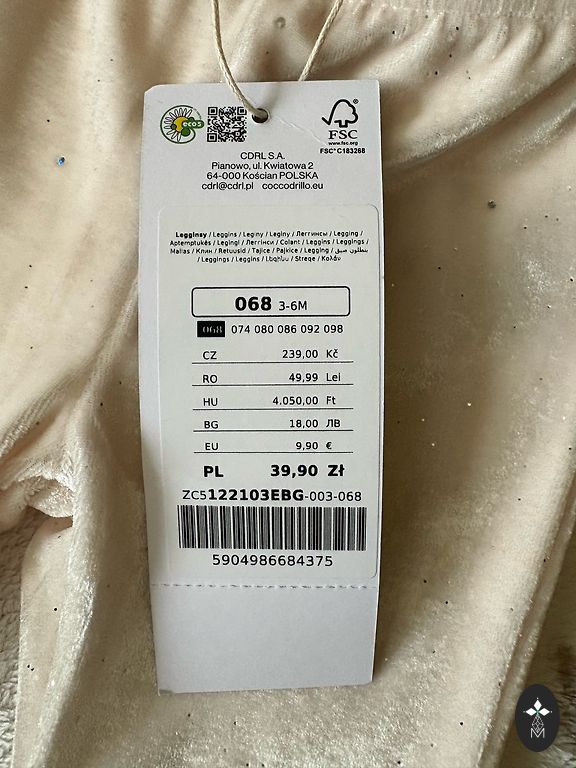 ecos
FSC
www.fsc.org
FSC® C183268
CDRL S.A.
Pianowo, ul. Kwiatowa 2
64-000 Kościan POLSKA
cdrl@cdrl.pl coccodrillo.eu
Legginsy / Leggins / Leginy / Leginy / Леггинсы / Legging /
Aptemptukės / Legingi / Легінси / Colant / Leggins / Leggings /
Mallas / Клин / Retuusid / Tajice / Pajkice / Legging / بنطلون ضيق
/ Leggings / Leggins / Լեգինս / Streqe / Κολάν
068 3-6M
068 074 080 086 092 098
CZ 239,00 Kč
RO 49,99 Lei
HU 4.050,00 Ft
BG 18,00 ЛВ
EU 9,90 €
PL 39,90 Zł
ZC5122103EBG-003-068
5904986684375
M